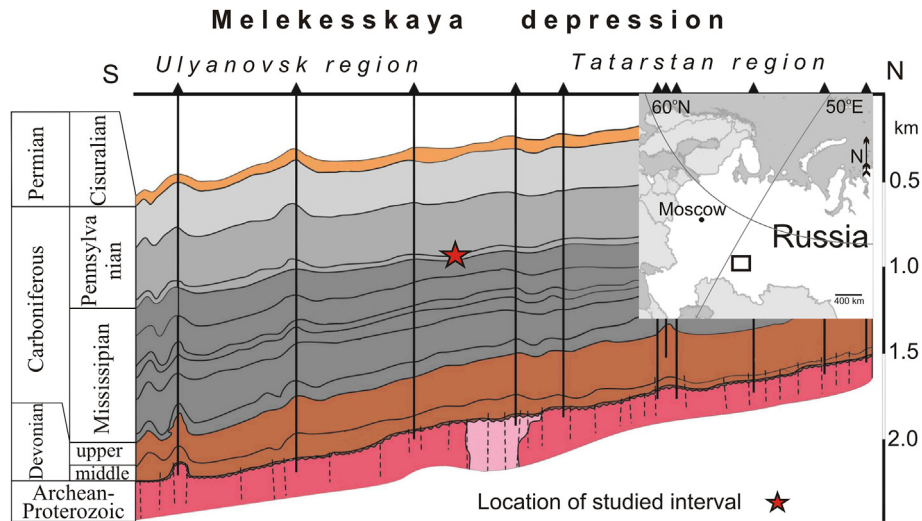 Melekesskaya depression
Ulyanovsk region
Tatarstan region
S
N
km
0.5
1.0
1.5
2.0
60°N
50°E
N
Moscow
Russia
400 km
Permian
Cisuralian
Carboniferous
Pennsylva
nian
Mississipian
Devonian
upper
middle
Archean-
Proterozoic
Location of studied interval